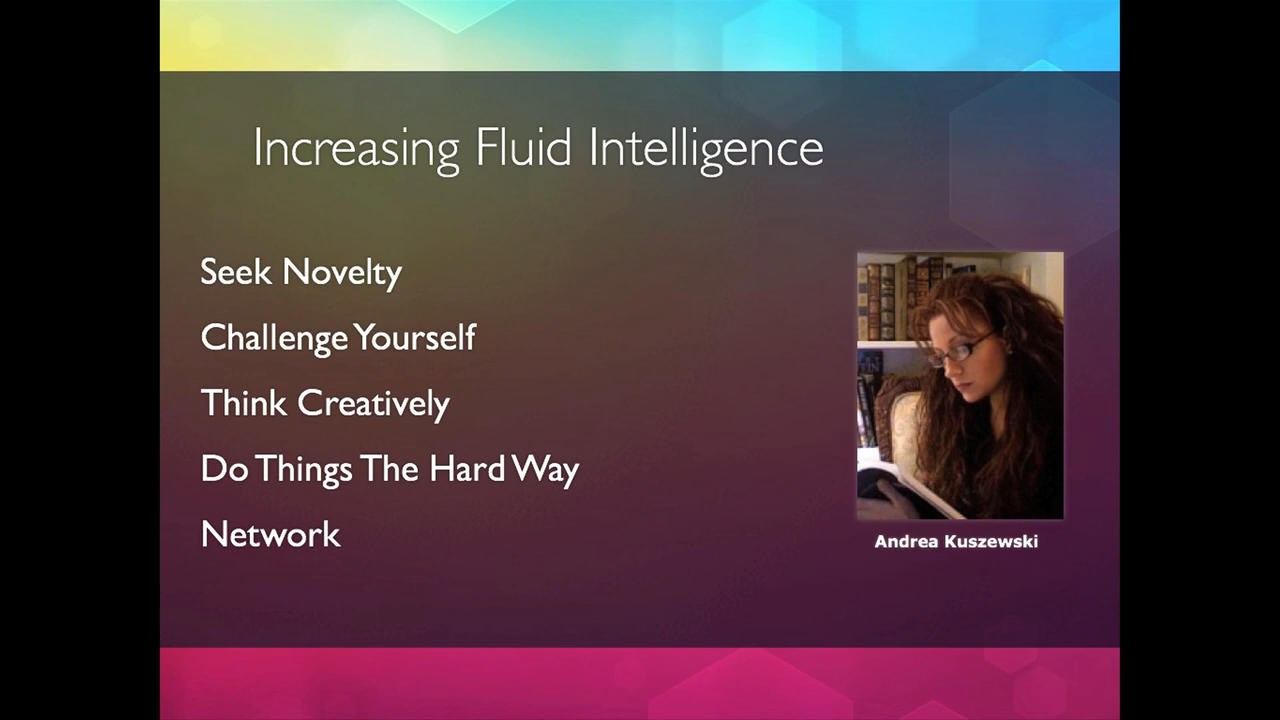 Increasing Fluid Intelligence
Seek Novelty
Challenge Yourself
Think Creatively
Do Things The Hard Way
Network
Andrea Kuszewski